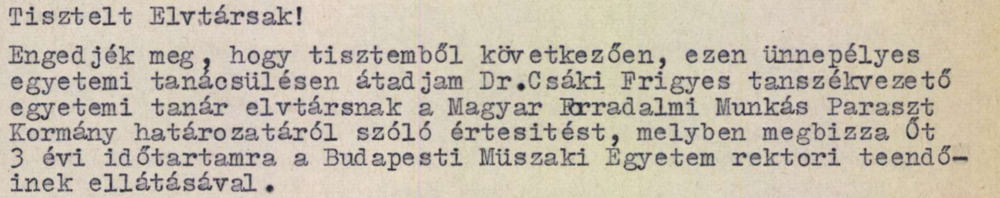 Tisztelt Elvtársak!
Engedjék meg, hogy tisztemből következően, ezen ünnepélyes
egyetemi tanácsülésen átadjam Dr.Csáki Frigyes tanszékvezető
egyetemi tanár elvtársnak a Magyar Forradalmi Munkás Paraszt
Kormány határozatáról szóló értesitést, melyben megbizza Őt
3 évi időtartamra a Budapesti Müszaki Egyetem rektori teendő-
inek ellátásával.